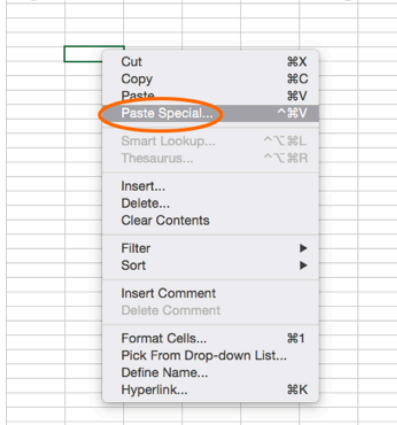 Cut ⌘X
Copy ⌘C
Paste ⌘V
Paste Special... ^⌘V
Smart Lookup... ^⌥⌘L
Thesaurus... ^⌥⌘R
Insert...
Delete...
Clear Contents
Filter ▶
Sort ▶
Insert Comment
Delete Comment
Format Cells... ⌘1
Pick From Drop-down List...
Define Name...
Hyperlink... ⌘K